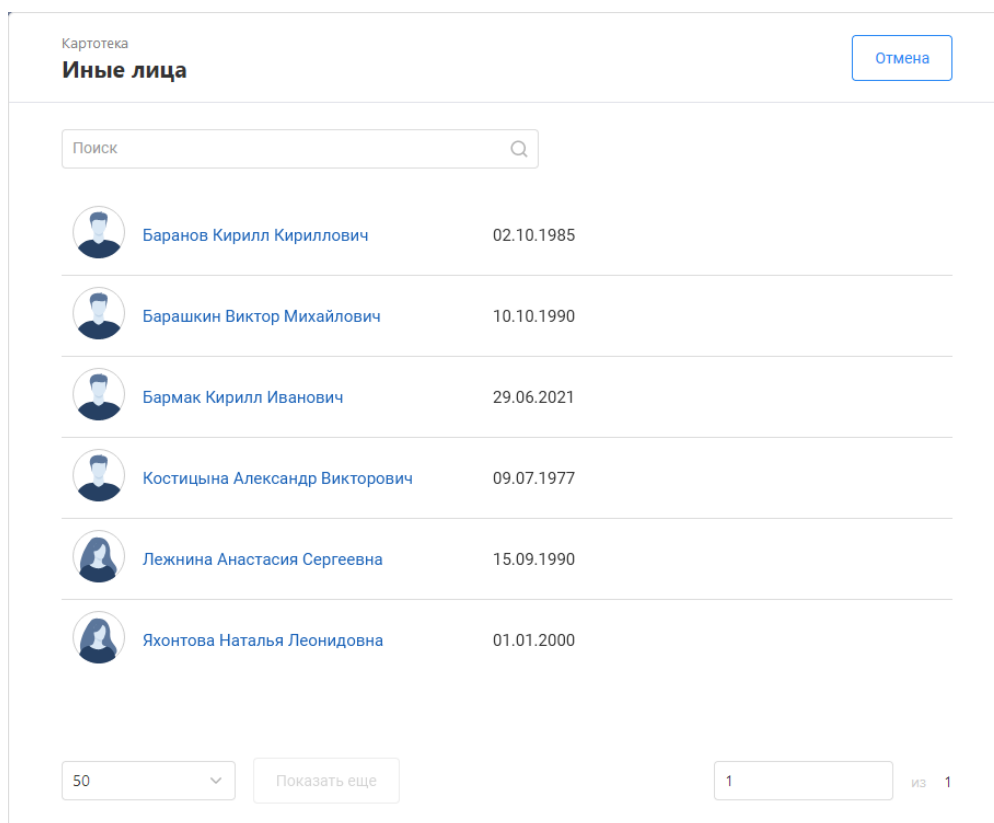 Картотека
Иные лица
Отмена
Поиск
Баранов Кирилл Кириллович 02.10.1985
Барашкин Виктор Михайлович 10.10.1990
Бармак Кирилл Иванович 29.06.2021
Костицына Александр Викторович 09.07.1977
Лежнина Анастасия Сергеевна 15.09.1990
Яхонтова Наталья Леонидовна 01.01.2000
50 Показать еще 1 из 1